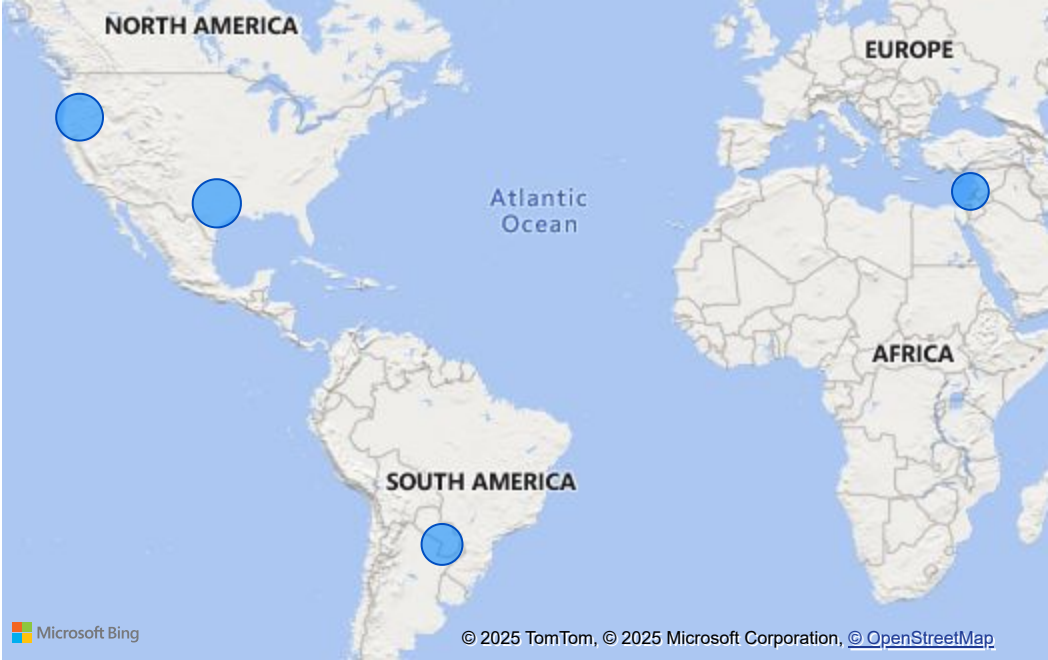 NORTH AMERICA
EUROPE
Atlantic
Ocean
AFRICA
SOUTH AMERICA
Microsoft Bing
© 2025 TomTom, © 2025 Microsoft Corporation, © OpenStreetMap